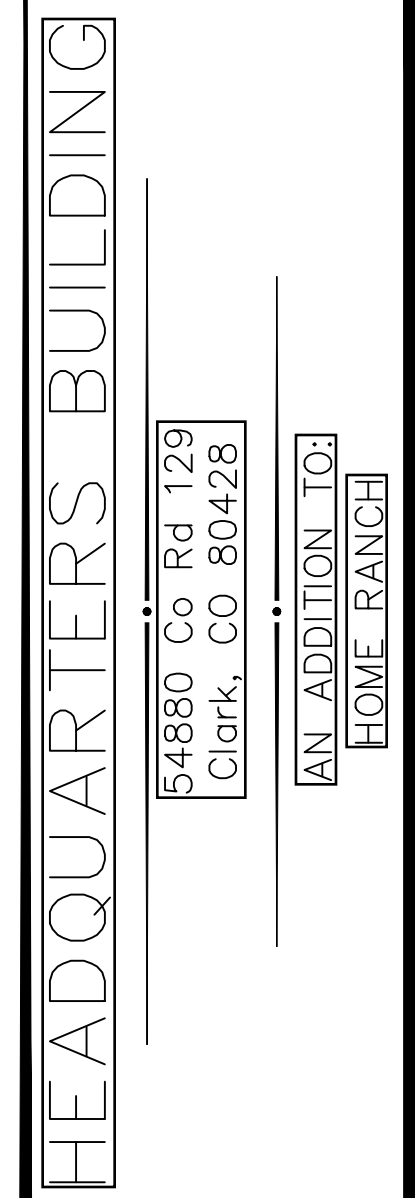 HEADQUARTERS BUILDING
54880 Co Rd 129
Clark, CO 80428
AN ADDITION TO:
HOME RANCH